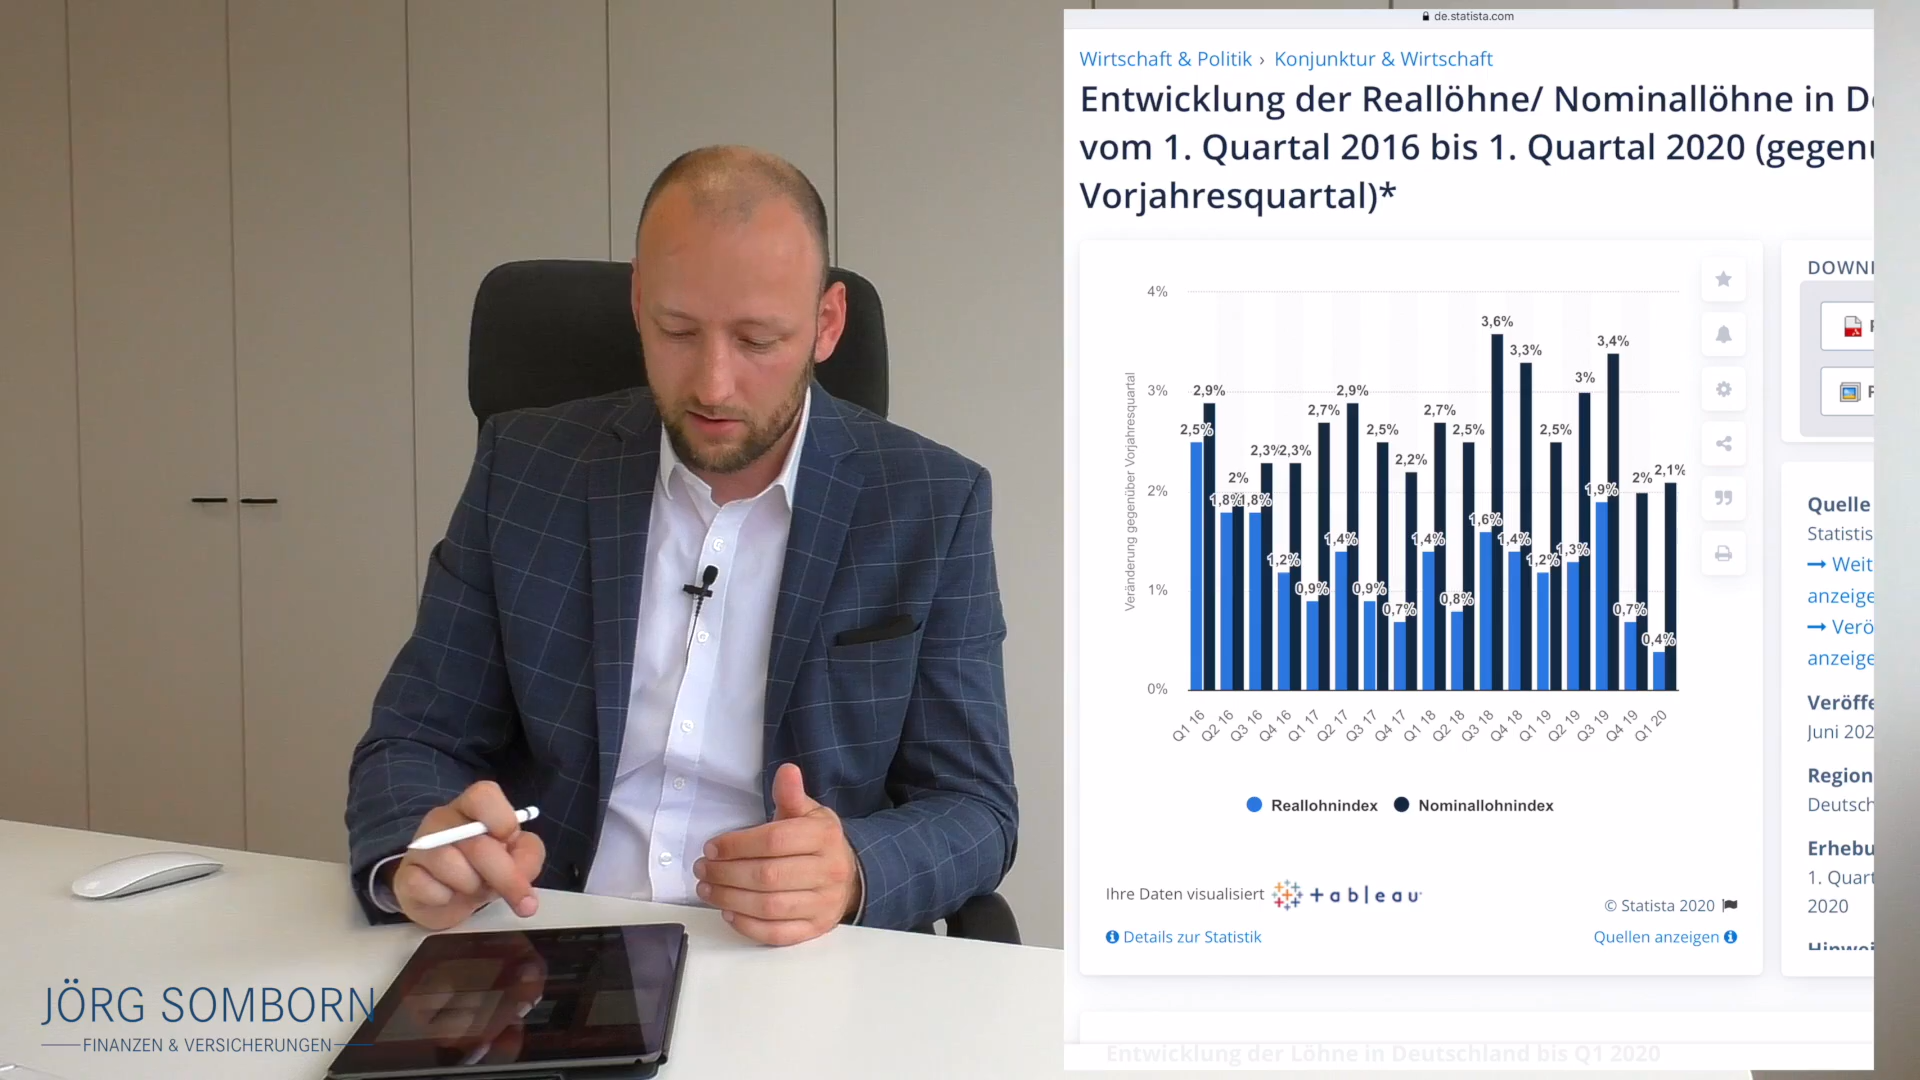 de.statista.com
Wirtschaft & Politik › Konjunktur & Wirtschaft
Entwicklung der Reallöhne/ Nominallöhne in D
vom 1. Quartal 2016 bis 1. Quartal 2020 (gegen
Vorjahresquartal)*
DOWN
4%
3%
2%
1%
0%
Veränderung gegenüber Vorjahresquartal
2,5% 2,9%
1,8% 2%
1,8% 2,3%
1,2% 2,3%
0,9% 2,7%
1,4% 2,9%
0,9% 2,5%
0,7% 2,2%
1,4% 2,7%
0,8% 2,5%
1,6% 3,6%
1,4% 3,3%
1,2% 2,5%
1,3% 3%
1,9% 3,4%
0,7% 2%
0,4% 2,1%
Q1 16 Q2 16 Q3 16 Q4 16 Q1 17 Q2 17 Q3 17 Q4 17 Q1 18 Q2 18 Q3 18 Q4 18 Q1 19 Q2 19 Q3 19 Q4 19 Q1 20
Reallohnindex Nominallohnindex
Ihre Daten visualisiert +ableau
© Statista 2020
Details zur Statistik
Quellen anzeigen
Quelle
Statistis
→ Weit
anzeige
→ Verö
anzeige
Veröffe
Juni 202
Region
Deutsch
Erhebu
1. Quart
2020
Hinwei
Entwicklung der Löhne in Deutschland bis Q1 2020
JÖRG SOMBORN
FINANZEN & VERSICHERUNGEN